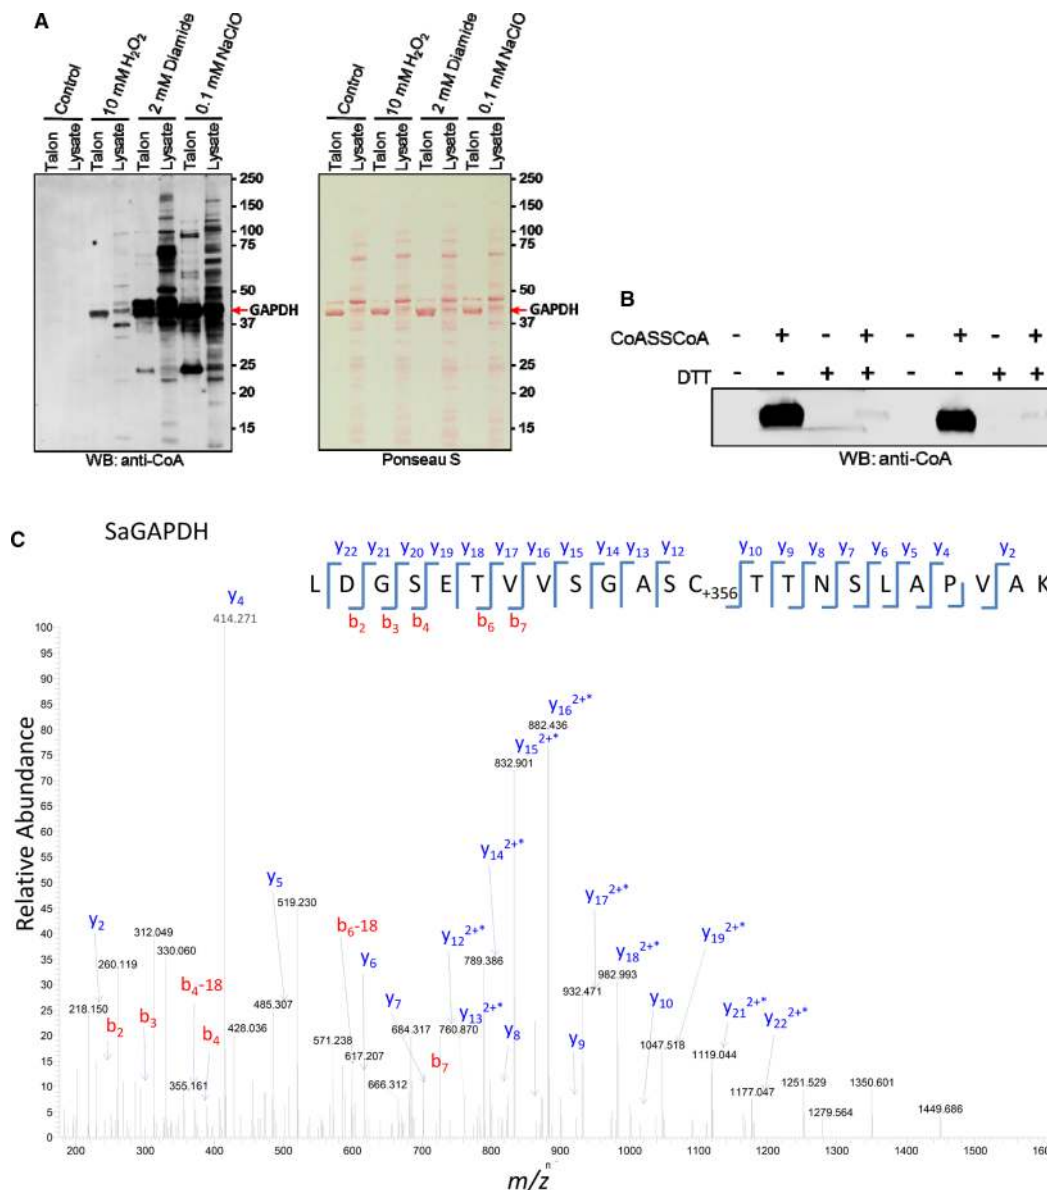 A
Control
10 mM H2O2
2 mM Diamide
0.1 mM NaClO
Talon
Lysate
Talon
Lysate
Talon
Lysate
Talon
Lysate
250
150
100
75
50
GAPDH
37
25
20
15
WB: anti-CoA
Control
10 mM H2O2
2 mM Diamide
0.1 mM NaClO
Talon
Lysate
Talon
Lysate
Talon
Lysate
Talon
Lysate
250
150
100
75
50
GAPDH
37
25
20
15
Ponseau S
B
CoASSCoA - + - + - + - +
DTT - - + + - - + +
WB: anti-CoA
C
SaGAPDH
y22 y21 y20 y19 y18 y17 y16 y15 y14 y13 y12 y10 y9 y8 y7 y6 y5 y4 y2
L D G S E T V V S G A S C+356 T T N S L A P V A K
b2 b3 b4 b6 b7
Relative Abundance
100
95
90
85
80
75
70
65
60
55
50
45
40
35
30
25
20
15
10
5
0
y4
414.271
y16 2+*
882.436
y15 2+*
832.901
y14 2+*
789.386
y5
519.230
y2
312.049
260.119
330.060
218.150
b2
b3
b4-18
b4
355.161
428.036
485.307
b6-18
y6
571.238
617.207
y7
684.317
666.312
b7
y12 2+*
760.870
y13 2+*
y8
y17 2+*
932.471
y18 2+*
982.993
y9
y10
1047.518
y19 2+*
y21 2+*
1119.044
y22 2+*
1177.047
1251.529
1279.564
1350.601
1449.686
200 300 400 500 600 700 800 900 1000 1100 1200 1300 1400 1500
m/z